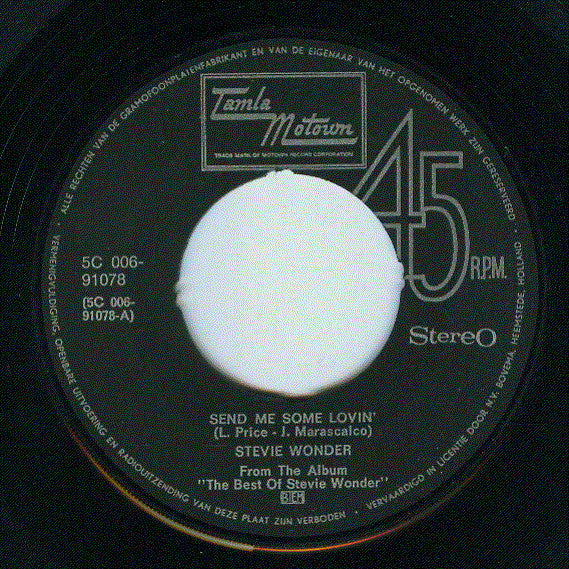 ALLE RECHTEN VAN DE GRAMOFOONPLATENFABRIKANT EN VAN DE EIGENAAR VAN HET OPGENOMEN WERK ZIJN GERESERVEERD •
Tamla
Motown
TRADE MARK OF MOTOWN RECORD CORPORATION
45
R.P.M.
5C 006-
91078
(5C 006-
91078-A)
Stereo
SEND ME SOME LOVIN'
(L. Price - J. Marascalco)
STEVIE WONDER
From The Album
"The Best Of Stevie Wonder"
BIEM
VERMENIGVULDIGING, OPENBARE UITVOERING EN RADIOUITZENDING VAN DEZE PLAAT ZIJN VERBODEN •
VERVAARDIGD IN LICENTIE DOOR N.V. BOVEMA, HEEMSTEDE, HOLLAND •